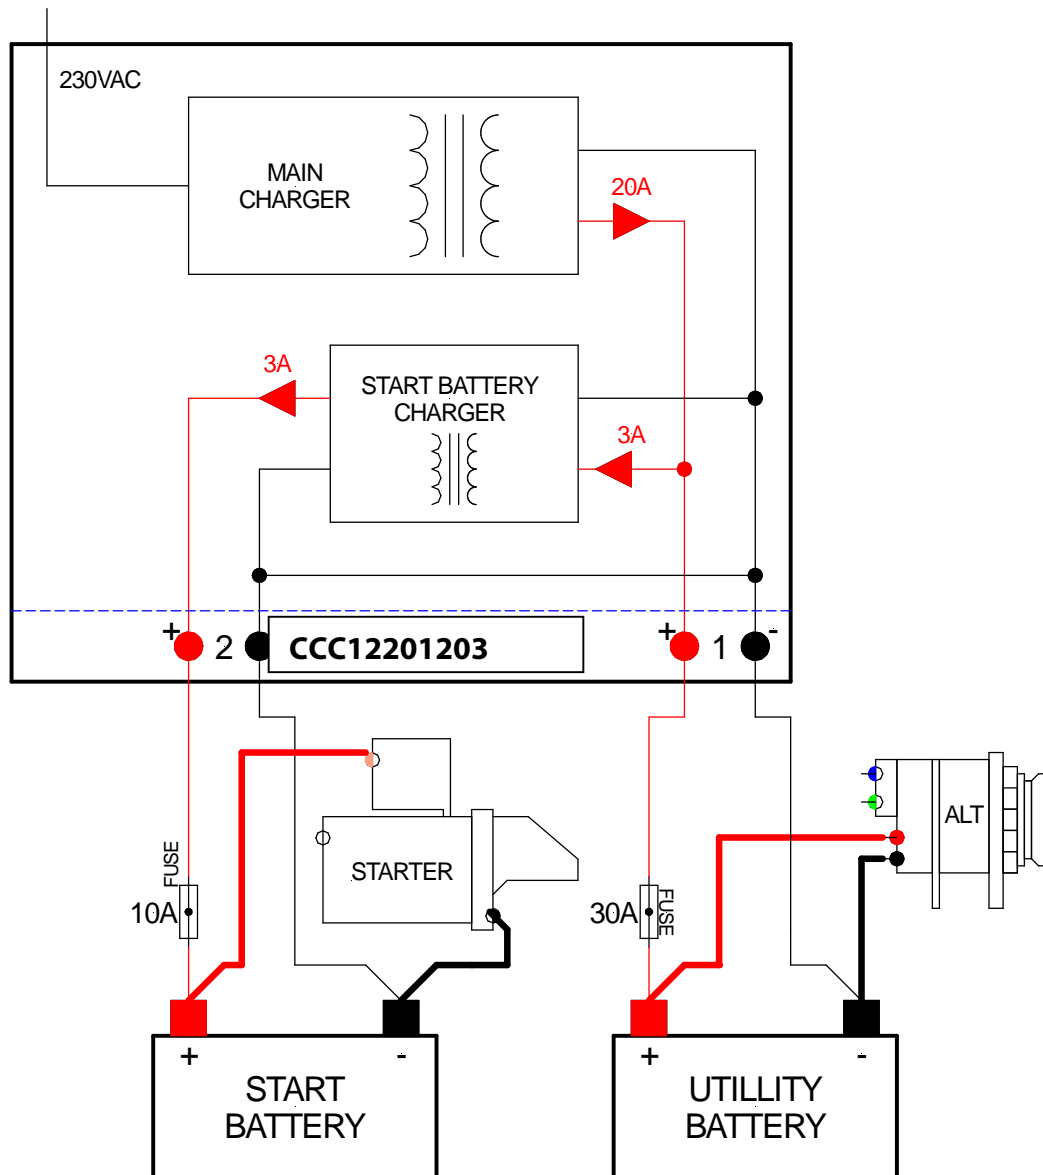 230VAC
MAIN
CHARGER
20A
3A
START BATTERY
CHARGER
3A
+ 2 CCC12201203 + 1 -
STARTER
ALT
FUSE
10A
30A
FUSE
+ - + -
START
BATTERY
UTILLITY
BATTERY